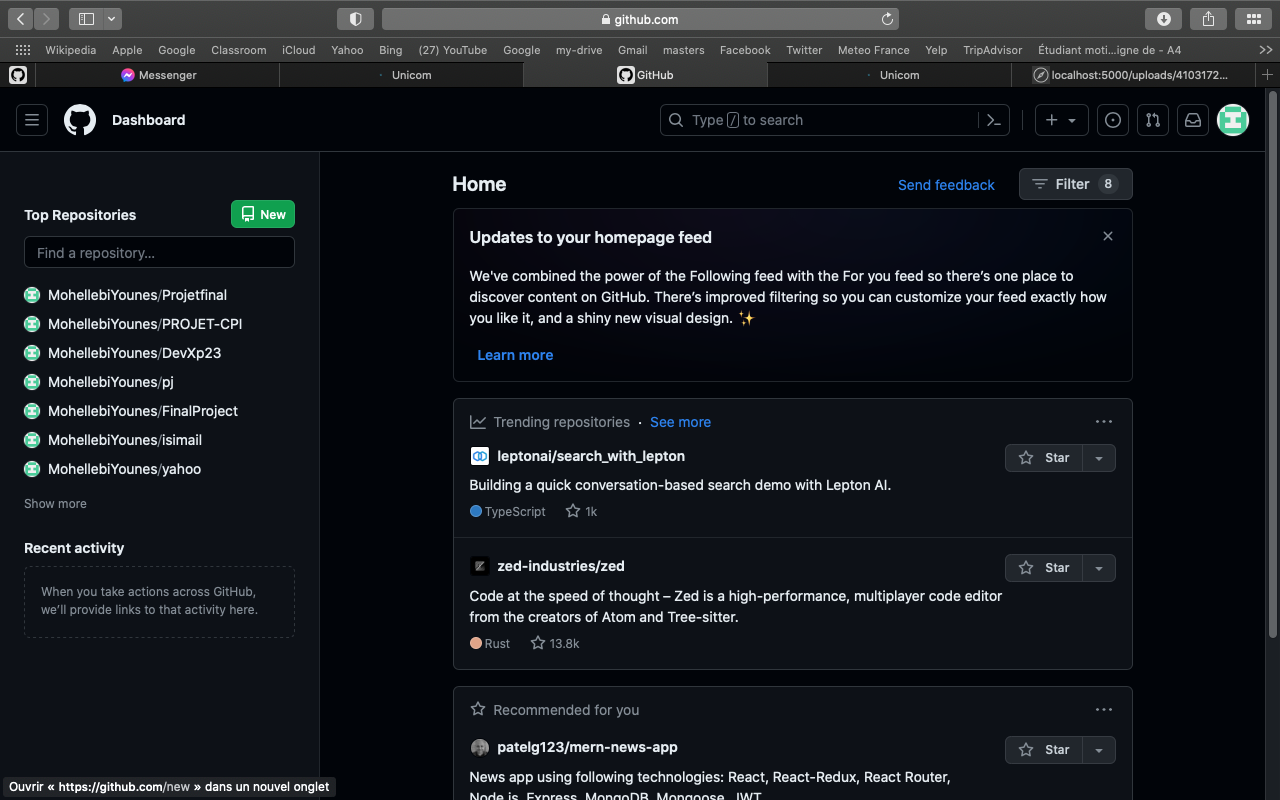 github.com
Wikipedia Apple Google Classroom iCloud Yahoo Bing (27) YouTube Google my-drive Gmail masters Facebook Twitter Meteo France Yelp TripAdvisor Étudiant moti...igne de - A4
Messenger Unicom GitHub Unicom localhost:5000/uploads/4103172...
Dashboard
Type / to search
Top Repositories
New
Find a repository...
MohellebiYounes/Projetfinal
MohellebiYounes/PROJET-CPI
MohellebiYounes/DevXp23
MohellebiYounes/pj
MohellebiYounes/FinalProject
MohellebiYounes/isimail
MohellebiYounes/yahoo
Show more
Recent activity
When you take actions across GitHub,
we’ll provide links to that activity here.
Home
Send feedback
Filter 8
Updates to your homepage feed
We've combined the power of the Following feed with the For you feed so there’s one place to
discover content on GitHub. There’s improved filtering so you can customize your feed exactly how
you like it, and a shiny new visual design. ✨
Learn more
Trending repositories · See more
leptonai/search_with_lepton
Star
Building a quick conversation-based search demo with Lepton AI.
TypeScript 1k
zed-industries/zed
Star
Code at the speed of thought – Zed is a high-performance, multiplayer code editor
from the creators of Atom and Tree-sitter.
Rust 13.8k
Recommended for you
patelg123/mern-news-app
Star
News app using following technologies: React, React-Redux, React Router,
Node.js, Express, MongoDB, Mongoose, JWT
Ouvrir « https://github.com/new » dans un nouvel onglet